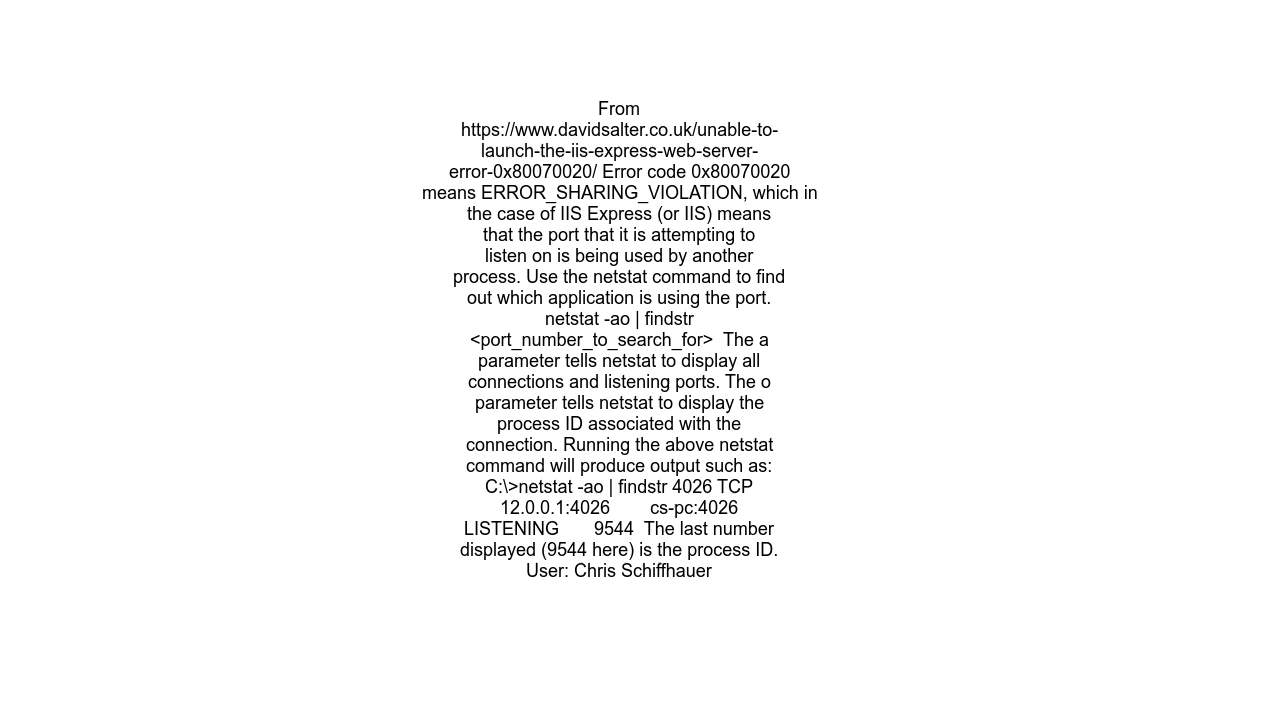 From
https://www.davidsalter.co.uk/unable-to-
launch-the-iis-express-web-server-
error-0x80070020/ Error code 0x80070020
means ERROR_SHARING_VIOLATION, which in
the case of IIS Express (or IIS) means
that the port that it is attempting to
listen on is being used by another
process. Use the netstat command to find
out which application is using the port.
netstat -ao | findstr
<port_number_to_search_for>  The a
parameter tells netstat to display all
connections and listening ports. The o
parameter tells netstat to display the
process ID associated with the
connection. Running the above netstat
command will produce output such as:
C:\>netstat -ao | findstr 4026 TCP
12.0.0.1:4026        cs-pc:4026
LISTENING       9544  The last number
displayed (9544 here) is the process ID.
User: Chris Schiffhauer